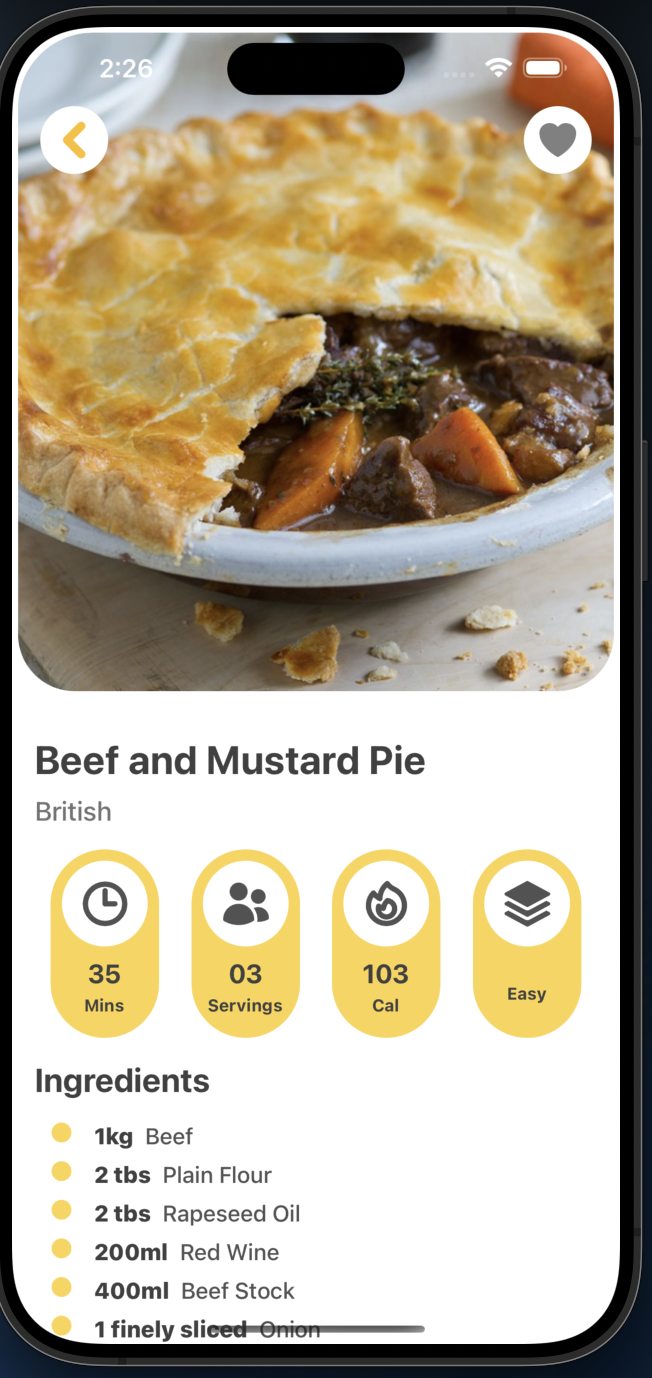 2:26
Beef and Mustard Pie
British
35 03 103
Mins Servings Cal Easy
Ingredients
1kg Beef
2 tbs Plain Flour
2 tbs Rapeseed Oil
200ml Red Wine
400ml Beef Stock
1 finely sliced Onion